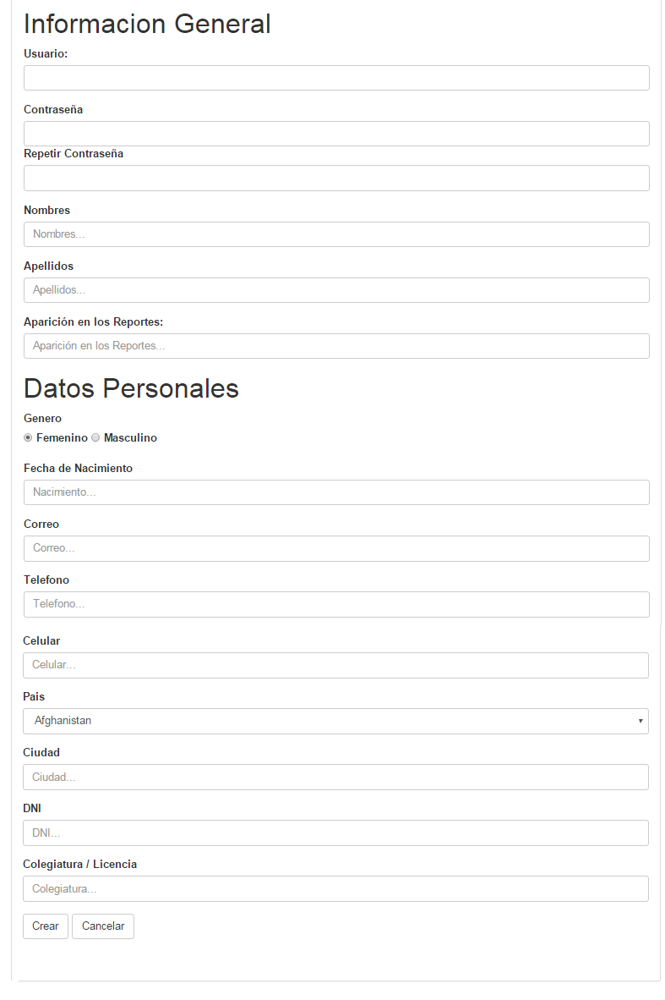 Informacion General
Usuario:
Contraseña
Repetir Contraseña
Nombres
Nombres...
Apellidos
Apellidos...
Aparición en los Reportes:
Aparición en los Reportes...
Datos Personales
Genero
Femenino Masculino
Fecha de Nacimiento
Nacimiento...
Correo
Correo...
Telefono
Telefono...
Celular
Celular...
Pais
Afghanistan
Ciudad
Ciudad...
DNI
DNI...
Colegiatura / Licencia
Colegiatura...
Crear Cancelar